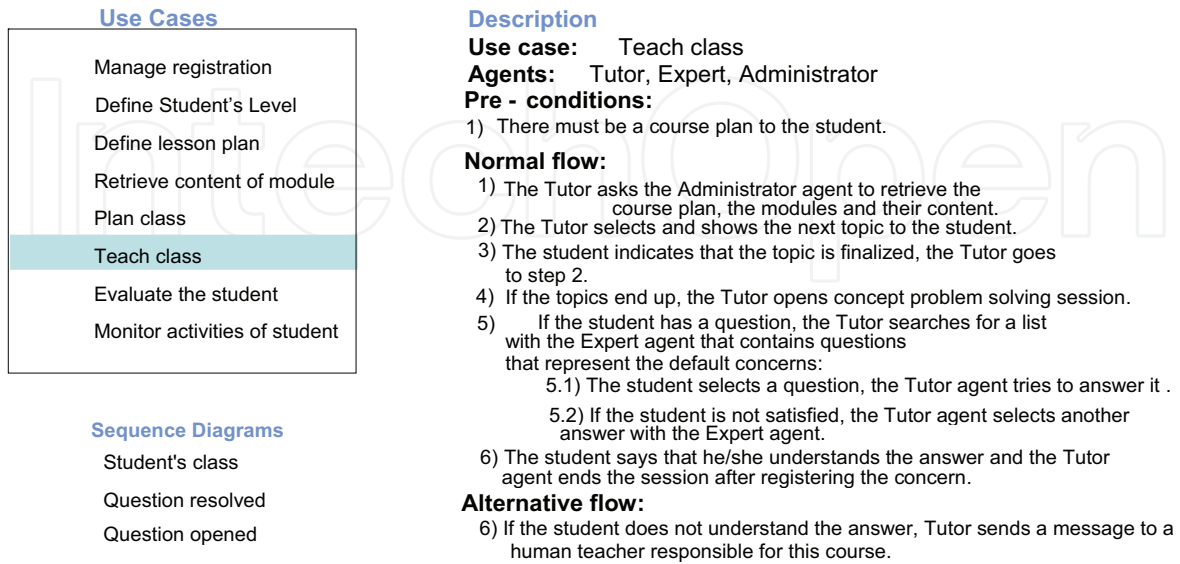 Use Cases
Manage registration
Define Student's Level
Define lesson plan
Retrieve content of module
Plan class
Teach class
Evaluate the student
Monitor activities of student
Sequence Diagrams
Student's class
Question resolved
Question opened
Description
Use case: Teach class
Agents: Tutor, Expert, Administrator
Pre - conditions:
1) There must be a course plan to the student.
Normal flow:
1) The Tutor asks the Administrator agent to retrieve the
course plan, the modules and their content.
2) The Tutor selects and shows the next topic to the student.
3) The student indicates that the topic is finalized, the Tutor goes
to step 2.
4) If the topics end up, the Tutor opens concept problem solving session.
5) If the student has a question, the Tutor searches for a list
with the Expert agent that contains questions
that represent the default concerns:
5.1) The student selects a question, the Tutor agent tries to answer it .
5.2) If the student is not satisfied, the Tutor agent selects another
answer with the Expert agent.
6) The student says that he/she understands the answer and the Tutor
agent ends the session after registering the concern.
Alternative flow:
6) If the student does not understand the answer, Tutor sends a message to a
human teacher responsible for this course.
IntechOpen